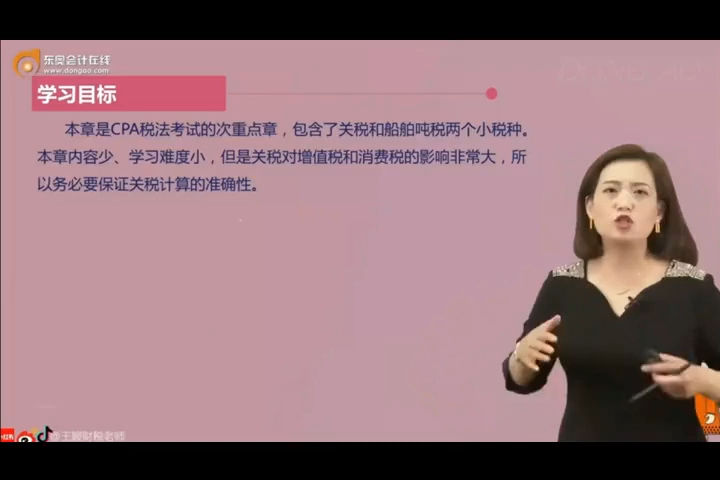 东奥会计在线
www.dongao.com
学习目标
本章是CPA税法考试的次重点章，包含了关税和船舶吨税两个小税种。
本章内容少、学习难度小，但是关税对增值税和消费税的影响非常大，所
以务必要保证关税计算的准确性。
小红书